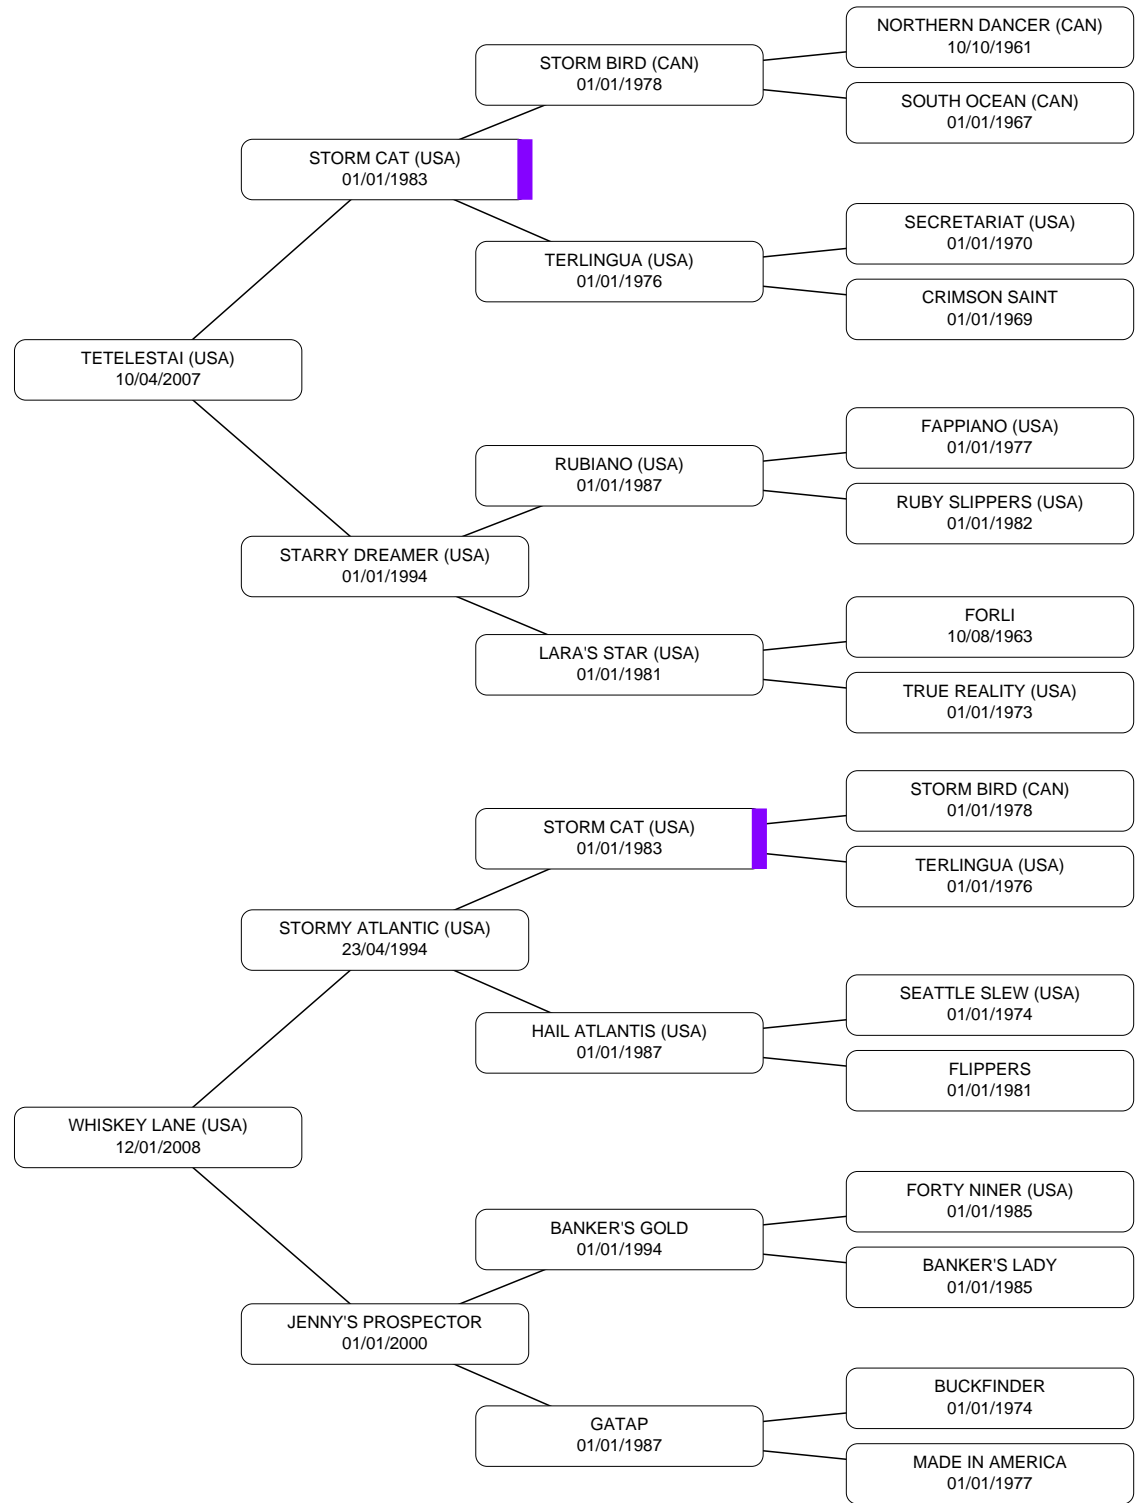 NORTHERN DANCER (CAN)
10/10/1961
STORM BIRD (CAN)
01/01/1978
SOUTH OCEAN (CAN)
01/01/1967
STORM CAT (USA)
01/01/1983
SECRETARIAT (USA)
01/01/1970
TERLINGUA (USA)
01/01/1976
CRIMSON SAINT
01/01/1969
TETELESTAI (USA)
10/04/2007
FAPPIANO (USA)
01/01/1977
RUBIANO (USA)
01/01/1987
RUBY SLIPPERS (USA)
01/01/1982
STARRY DREAMER (USA)
01/01/1994
FORLI
10/08/1963
LARA'S STAR (USA)
01/01/1981
TRUE REALITY (USA)
01/01/1973
STORM BIRD (CAN)
01/01/1978
STORM CAT (USA)
01/01/1983
TERLINGUA (USA)
01/01/1976
STORMY ATLANTIC (USA)
23/04/1994
SEATTLE SLEW (USA)
01/01/1974
HAIL ATLANTIS (USA)
01/01/1987
FLIPPERS
01/01/1981
WHISKEY LANE (USA)
12/01/2008
FORTY NINER (USA)
01/01/1985
BANKER'S GOLD
01/01/1994
BANKER'S LADY
01/01/1985
JENNY'S PROSPECTOR
01/01/2000
BUCKFINDER
01/01/1974
GATAP
01/01/1987
MADE IN AMERICA
01/01/1977